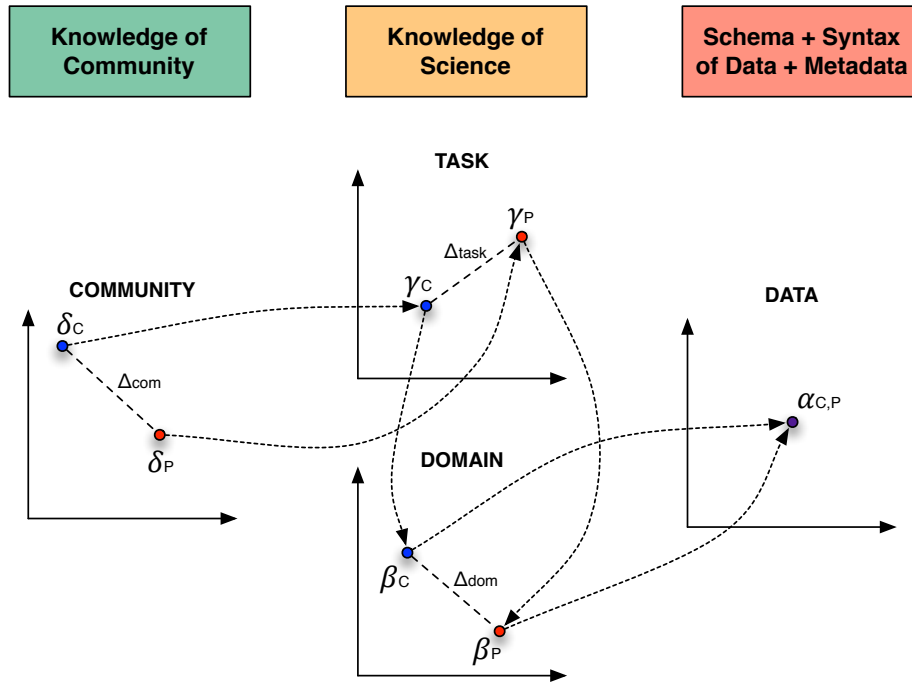 Knowledge of
Community
Knowledge of
Science
Schema + Syntax
of Data + Metadata
TASK
γP
Δtask
γC
COMMUNITY
δC
Δcom
δP
DATA
αC,P
DOMAIN
βC
Δdom
βP